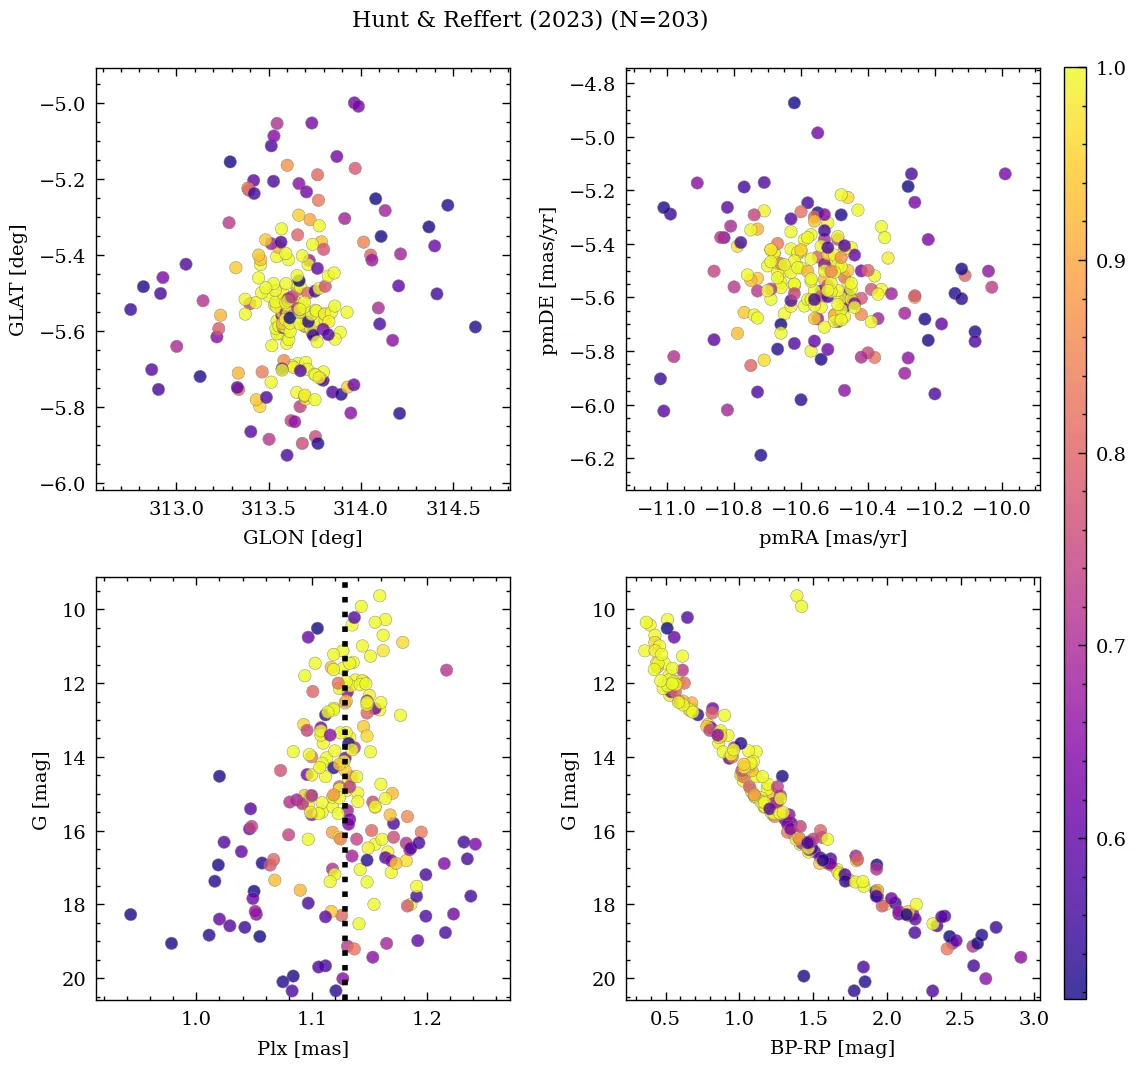 Hunt & Reffert (2023) (N=203)
−5.0
−5.2
−5.4
−5.6
−5.8
−6.0
GLAT [deg]
313.0 313.5 314.0 314.5
GLON [deg]
−4.8
−5.0
−5.2
−5.4
−5.6
−5.8
−6.0
−6.2
pmDE [mas/yr]
−11.0 −10.8 −10.6 −10.4 −10.2 −10.0
pmRA [mas/yr]
10
12
14
16
18
20
G [mag]
1.0 1.1 1.2
Plx [mas]
10
12
14
16
18
20
G [mag]
0.5 1.0 1.5 2.0 2.5 3.0
BP-RP [mag]
1.0
0.9
0.8
0.7
0.6